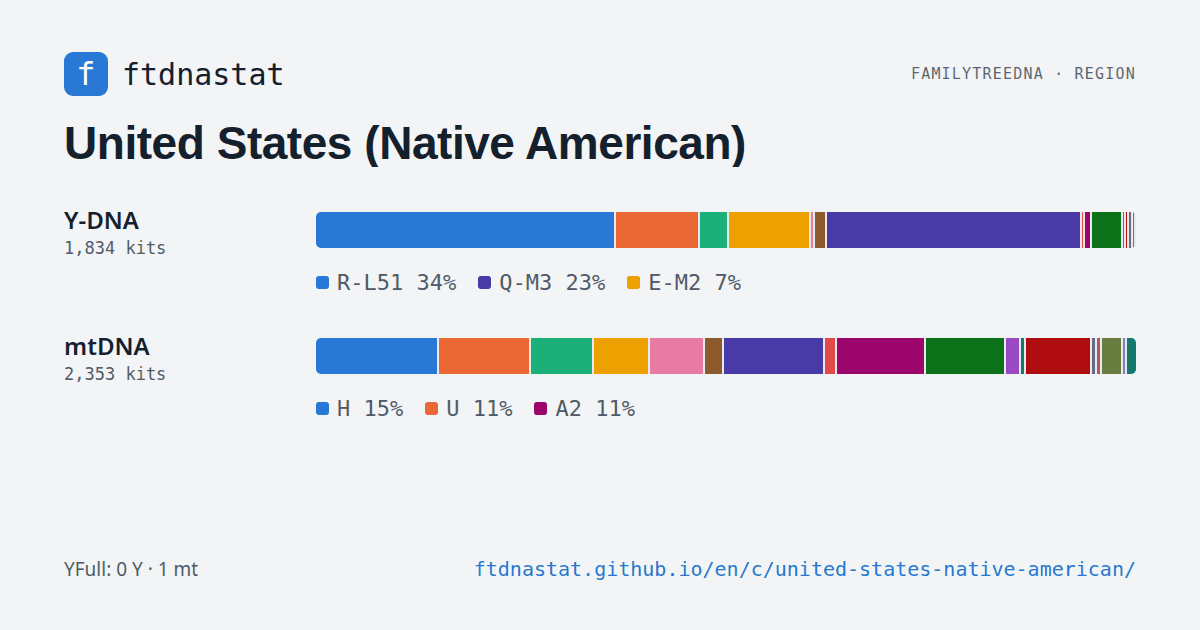 f ftdnastat
FAMILYTREEDNA · REGION
United States (Native American)
Y-DNA
1,834 kits
R-L51 34% Q-M3 23% E-M2 7%
mtDNA
2,353 kits
H 15% U 11% A2 11%
YFull: 0 Y · 1 mt
ftdnastat.github.io/en/c/united-states-native-american/